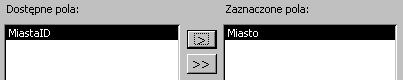 Dostępne pola:
Zaznaczone pola:
MiastaID
>
Miasto
>>